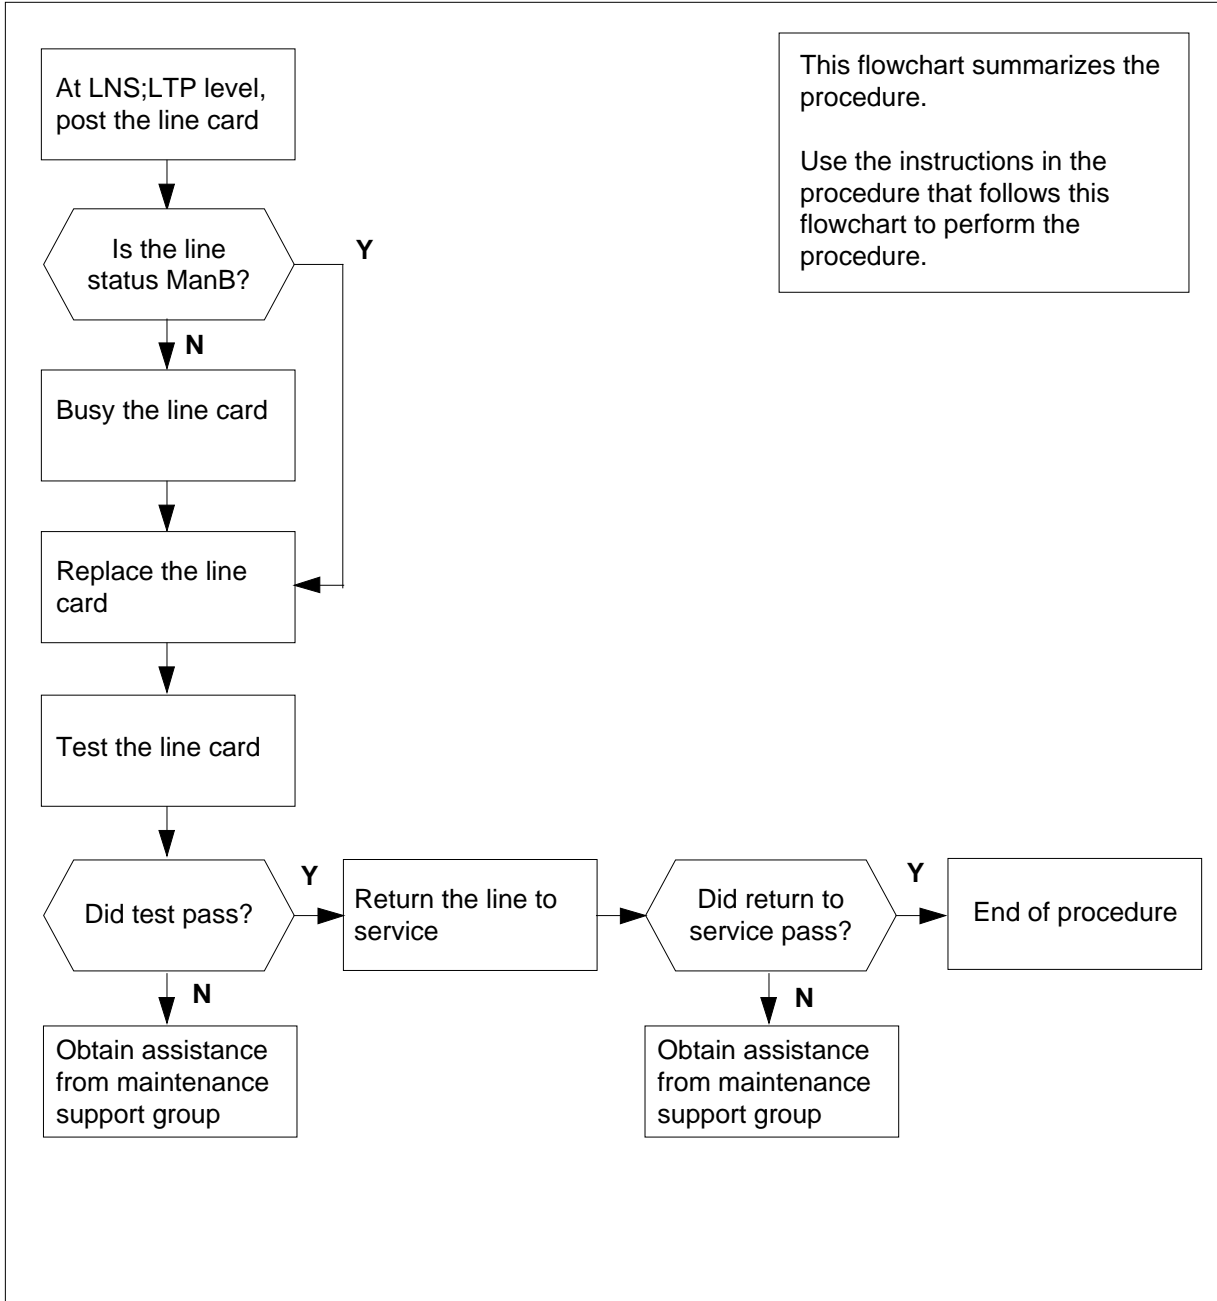 At LNS;LTP level,
post the line card
This flowchart summarizes the
procedure.
Use the instructions in the
procedure that follows this
flowchart to perform the
procedure.
Is the line
status ManB?
Y
N
Busy the line card
Replace the line
card
Test the line card
Did test pass?
Y
N
Return the line to
service
Did return to
service pass?
Y
N
End of procedure
Obtain assistance
from maintenance
support group
Obtain assistance
from maintenance
support group